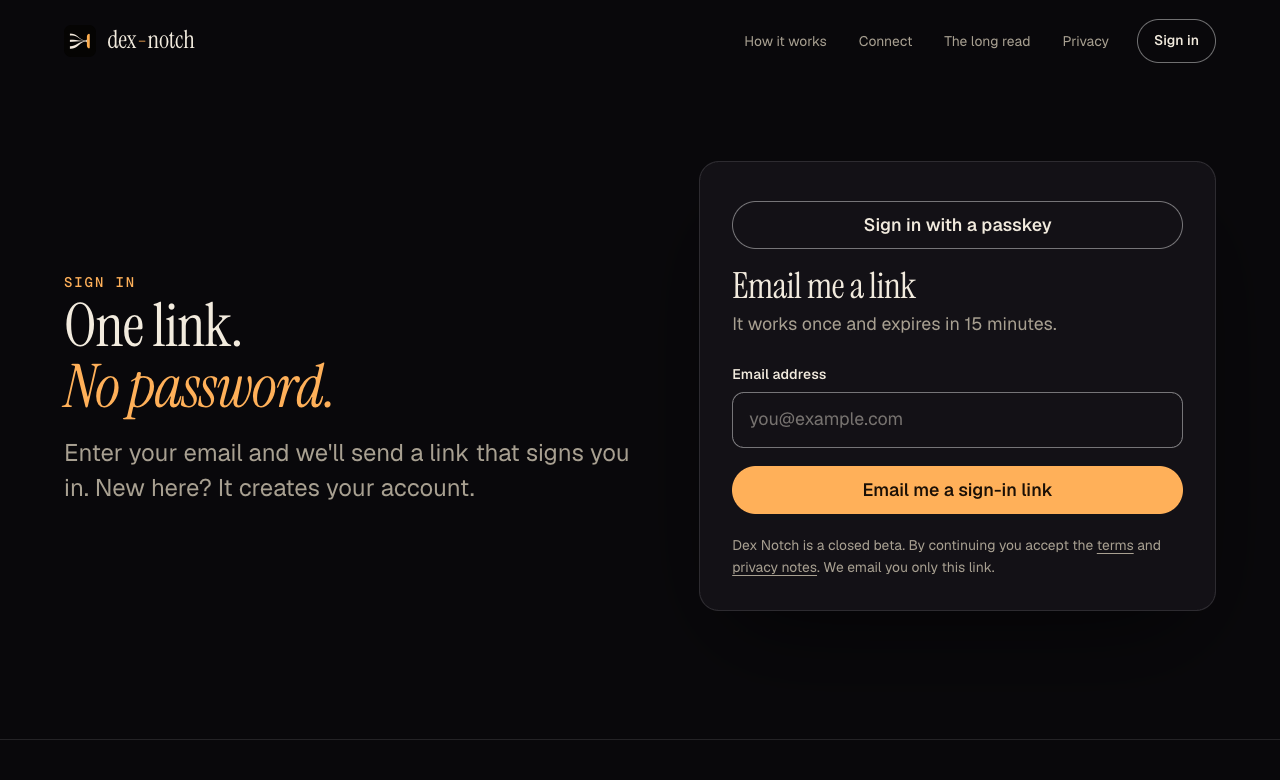 dex-notch
How it works
Connect
The long read
Privacy
Sign in
SIGN IN
One link.
No password.
Enter your email and we'll send a link that signs you
in. New here? It creates your account.
Sign in with a passkey
Email me a link
It works once and expires in 15 minutes.
Email address
you@example.com
Email me a sign-in link
Dex Notch is a closed beta. By continuing you accept the terms and
privacy notes. We email you only this link.